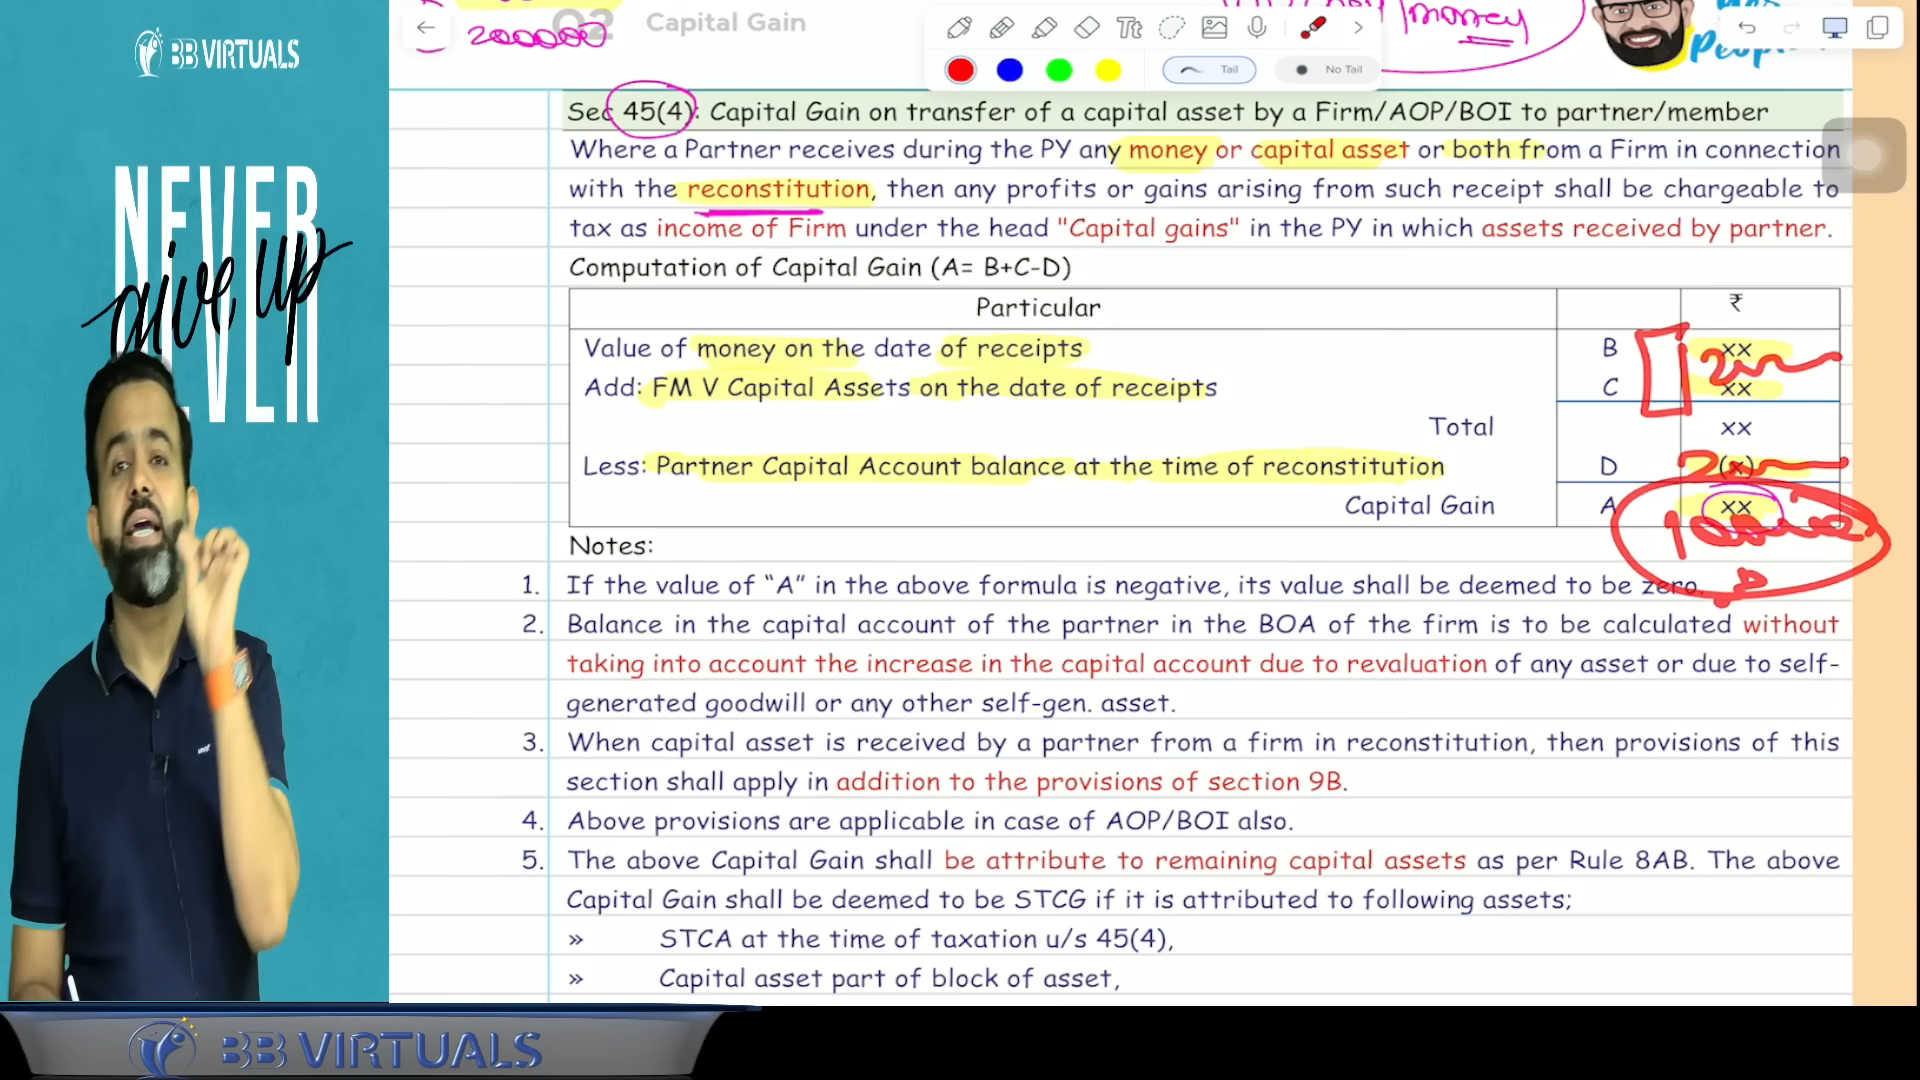 BB VIRTUALS
200000
Q2 Capital Gain
money
Tt
Tail
No Tail
People
NEVER
give up
NEVER
Sec 45(4): Capital Gain on transfer of a capital asset by a Firm/AOP/BOI to partner/member
Where a Partner receives during the PY any money or capital asset or both from a Firm in connection
with the reconstitution, then any profits or gains arising from such receipt shall be chargeable to
tax as income of Firm under the head "Capital gains" in the PY in which assets received by partner.
Computation of Capital Gain (A= B+C-D)
Particular ₹
Value of money on the date of receipts B xx
Add: FM V Capital Assets on the date of receipts C xx
Total xx
Less: Partner Capital Account balance at the time of reconstitution D (x)
Capital Gain A xx
Notes:
1. If the value of “A” in the above formula is negative, its value shall be deemed to be zero.
2. Balance in the capital account of the partner in the BOA of the firm is to be calculated without
taking into account the increase in the capital account due to revaluation of any asset or due to self-
generated goodwill or any other self-gen. asset.
3. When capital asset is received by a partner from a firm in reconstitution, then provisions of this
section shall apply in addition to the provisions of section 9B.
4. Above provisions are applicable in case of AOP/BOI also.
5. The above Capital Gain shall be attribute to remaining capital assets as per Rule 8AB. The above
Capital Gain shall be deemed to be STCG if it is attributed to following assets;
» STCA at the time of taxation u/s 45(4),
» Capital asset part of block of asset,
BB VIRTUALS